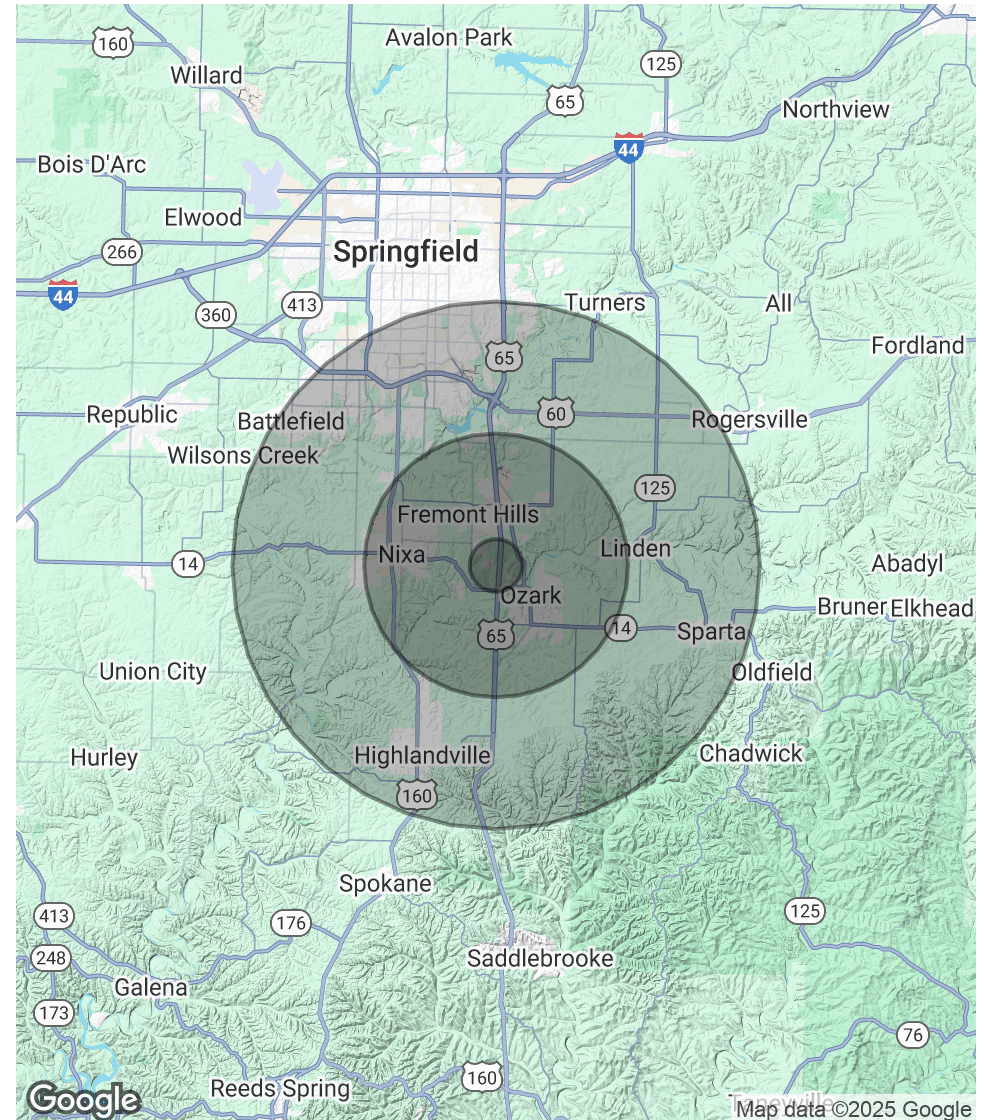 Avalon Park
160
125
Willard
65
Northview
44
Bois D'Arc
Elwood
Springfield
266
44
413
Turners
All
360
Fordland
65
Republic
Battlefield
60
Rogersville
Wilsons Creek
125
Fremont Hills
Nixa
Linden
14
Abadyl
Ozark
Bruner
Elkhead
65
14
Sparta
Union City
Oldfield
Hurley
Highlandville
Chadwick
160
Spokane
413
176
125
248
Saddlebrooke
Galena
173
76
Reeds Spring
160
Google
Taneyville
Map data ©2025 Google